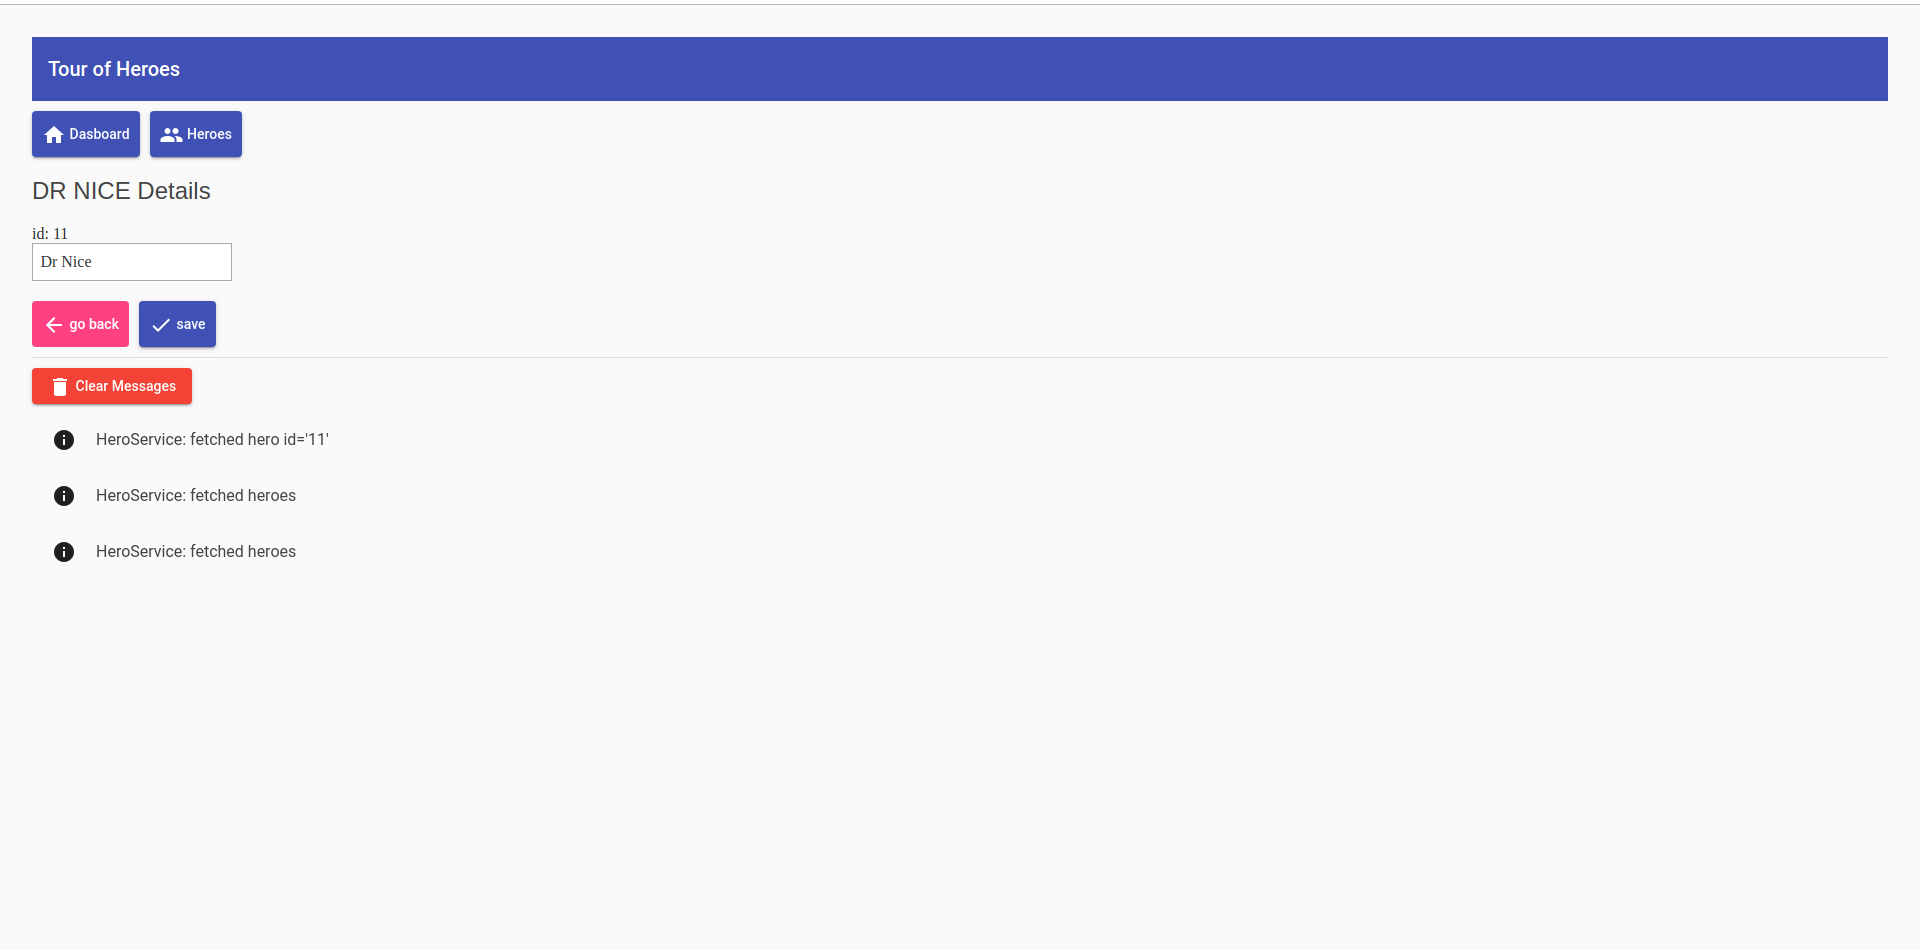 Tour of Heroes
Dasboard Heroes
DR NICE Details
id: 11
Dr Nice
go back save
Clear Messages
HeroService: fetched hero id='11'
HeroService: fetched heroes
HeroService: fetched heroes